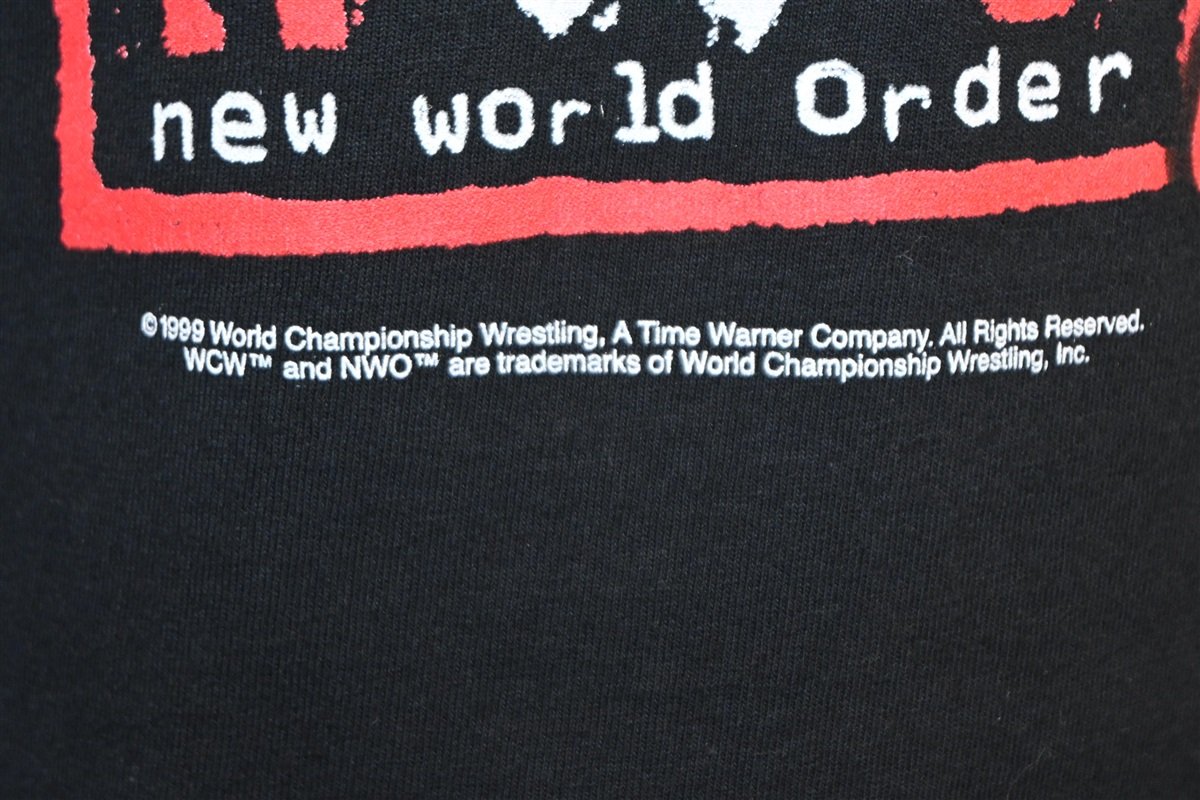 new world Order
©1999 World Championship Wrestling, A Time Warner Company. All Rights Reserved.
WCW™ and NWO™ are trademarks of World Championship Wrestling, Inc.